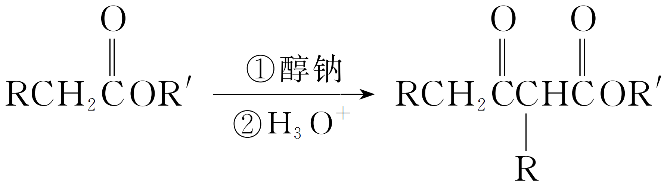 O O O
RCH₂COR′ ①醇钠 RCH₂CCHCOR′
②H₃O⁺
R